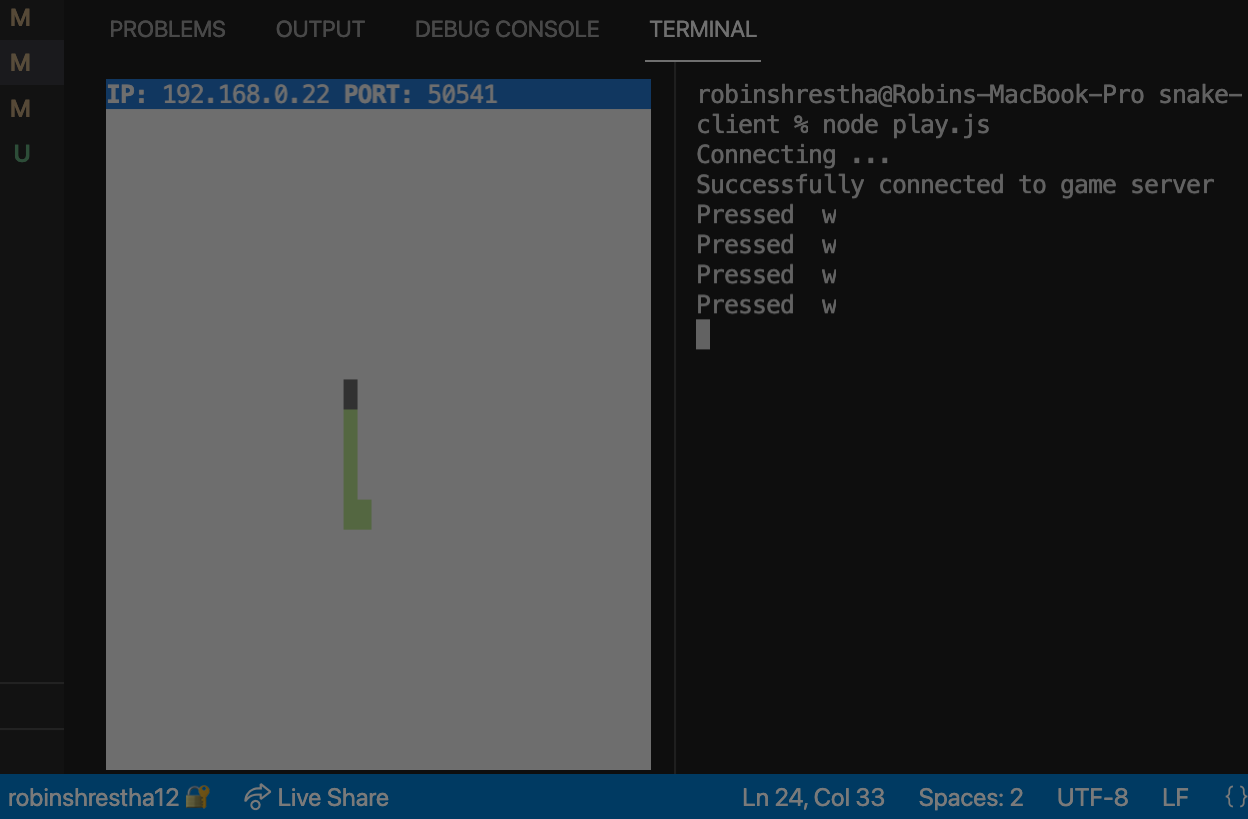 M
M
M
U
PROBLEMS OUTPUT DEBUG CONSOLE TERMINAL
IP: 192.168.0.22 PORT: 50541
robinshrestha@Robins-MacBook-Pro snake-
client % node play.js
Connecting ...
Successfully connected to game server
Pressed  w
Pressed  w
Pressed  w
Pressed  w
robinshrestha12 🔐 Live Share Ln 24, Col 33 Spaces: 2 UTF-8 LF {}